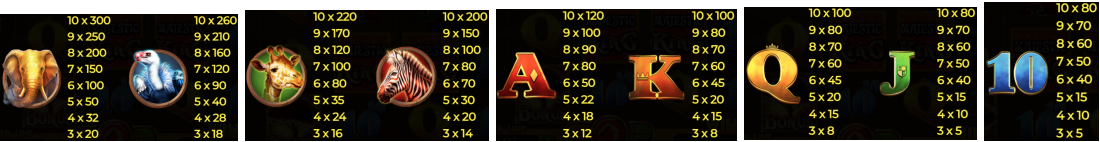 10 x 300
9 x 250
8 x 200
7 x 150
6 x 100
5 x 50
4 x 32
3 x 20
10 x 260
9 x 210
8 x 160
7 x 120
6 x 90
5 x 40
4 x 28
3 x 18
10 x 220
9 x 170
8 x 120
7 x 100
6 x 80
5 x 35
4 x 24
3 x 16
10 x 200
9 x 150
8 x 100
7 x 80
6 x 70
5 x 30
4 x 20
3 x 14
A
10 x 120
9 x 100
8 x 90
7 x 80
6 x 50
5 x 22
4 x 18
3 x 12
K
10 x 100
9 x 80
8 x 70
7 x 60
6 x 45
5 x 20
4 x 15
3 x 8
Q
10 x 100
9 x 80
8 x 70
7 x 60
6 x 45
5 x 20
4 x 15
3 x 8
J
10 x 80
9 x 70
8 x 60
7 x 50
6 x 40
5 x 15
4 x 10
3 x 5
10
10 x 80
9 x 70
8 x 60
7 x 50
6 x 40
5 x 15
4 x 10
3 x 5